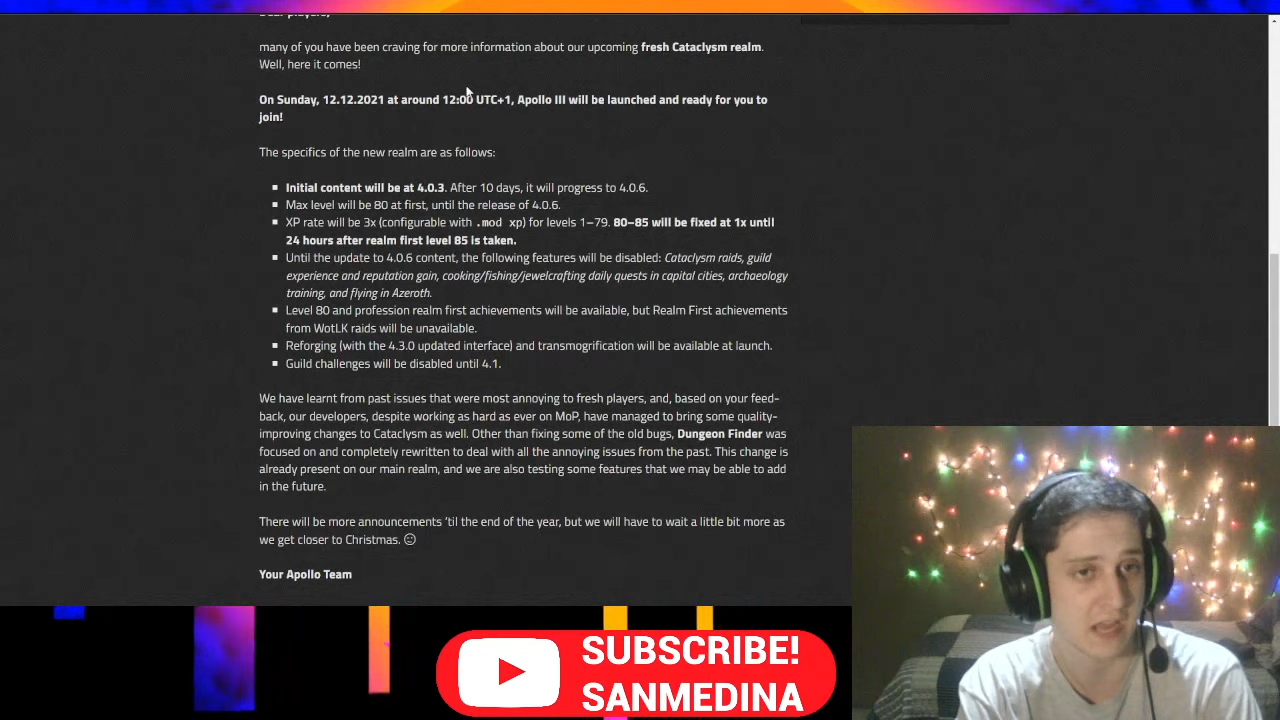 Dear players,
many of you have been craving for more information about our upcoming fresh Cataclysm realm.
Well, here it comes!
On Sunday, 12.12.2021 at around 12:00 UTC+1, Apollo III will be launched and ready for you to
join!
The specifics of the new realm are as follows:
Initial content will be at 4.0.3. After 10 days, it will progress to 4.0.6.
Max level will be 80 at first, until the release of 4.0.6.
XP rate will be 3x (configurable with .mod xp) for levels 1–79. 80–85 will be fixed at 1x until
24 hours after realm first level 85 is taken.
Until the update to 4.0.6 content, the following features will be disabled: Cataclysm raids, guild
experience and reputation gain, cooking/fishing/jewelcrafting daily quests in capital cities, archaeology
training, and flying in Azeroth.
Level 80 and profession realm first achievements will be available, but Realm First achievements
from WotLK raids will be unavailable.
Reforging (with the 4.3.0 updated interface) and transmogrification will be available at launch.
Guild challenges will be disabled until 4.1.
We have learnt from past issues that were most annoying to fresh players, and, based on your feed-
back, our developers, despite working as hard as ever on MoP, have managed to bring some quality-
improving changes to Cataclysm as well. Other than fixing some of the old bugs, Dungeon Finder was
focused on and completely rewritten to deal with all the annoying issues from the past. This change is
already present on our main realm, and we are also testing some features that we may be able to add
in the future.
There will be more announcements 'til the end of the year, but we will have to wait a little bit more as
we get closer to Christmas.
Your Apollo Team
SUBSCRIBE!
SANMEDINA